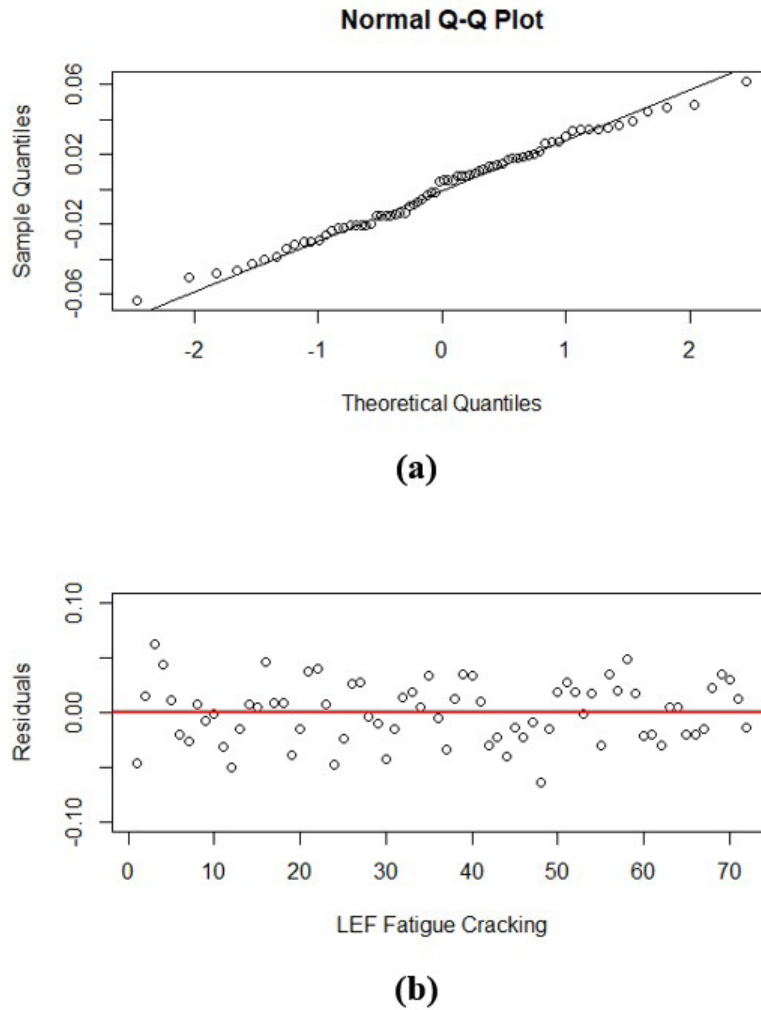 Normal Q-Q Plot
Sample Quantiles
0.06
0.02
-0.02
-0.06
-2 -1 0 1 2
Theoretical Quantiles
(a)
Residuals
0.10
0.00
-0.10
0 10 20 30 40 50 60 70
LEF Fatigue Cracking
(b)